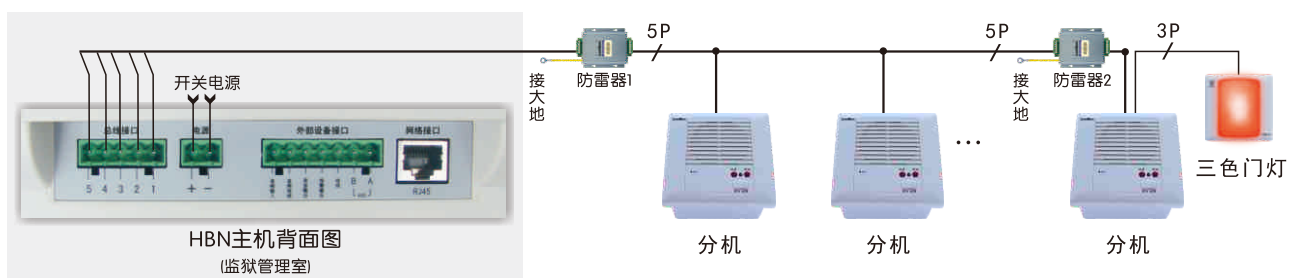 5P
5P
3P
接大地
防雷器1
接大地
防雷器2
开关电源
总线接口
电源
外部设备接口
网络接口
5 4 3 2 1
+ −
B A
RJ45
三色门灯
HBN主机背面图
(监狱管理室)
分机
分机
…
分机